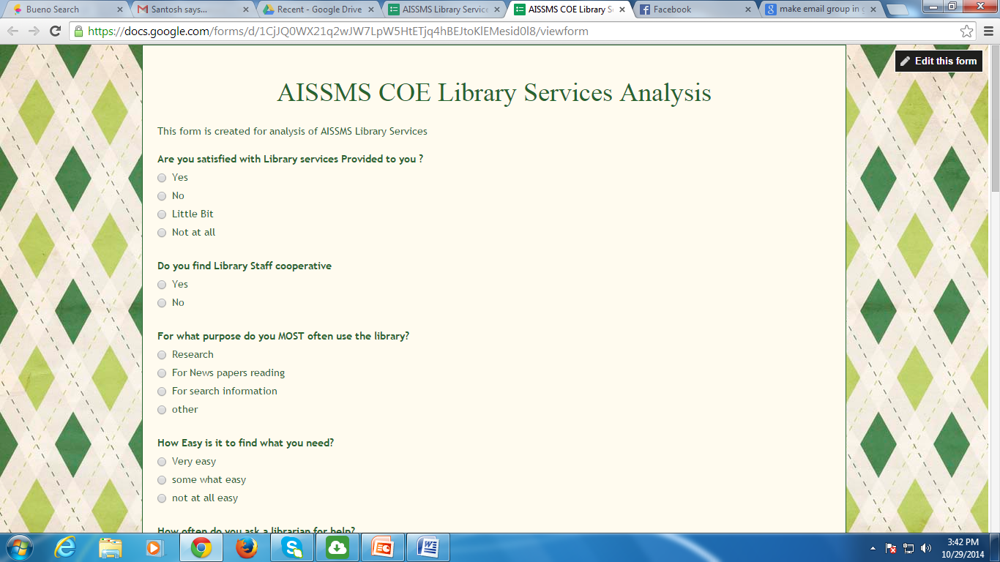 Bueno Search
Santosh says...
Recent - Google Drive
AISSMS Library Service
AISSMS COE Library S
Facebook
make email group in g
https://docs.google.com/forms/d/1CjJQ0WX21q2wJW7LpW5HtETjq4hBEJtoKlEMesid0l8/viewform
Edit this form
AISSMS COE Library Services Analysis
This form is created for analysis of AISSMS Library Services
Are you satisfied with Library services Provided to you ?
Yes
No
Little Bit
Not at all
Do you find Library Staff cooperative
Yes
No
For what purpose do you MOST often use the library?
Research
For News papers reading
For search information
other
How Easy is it to find what you need?
Very easy
some what easy
not at all easy
How often do you ask a librarian for help?
3:42 PM
10/29/2014